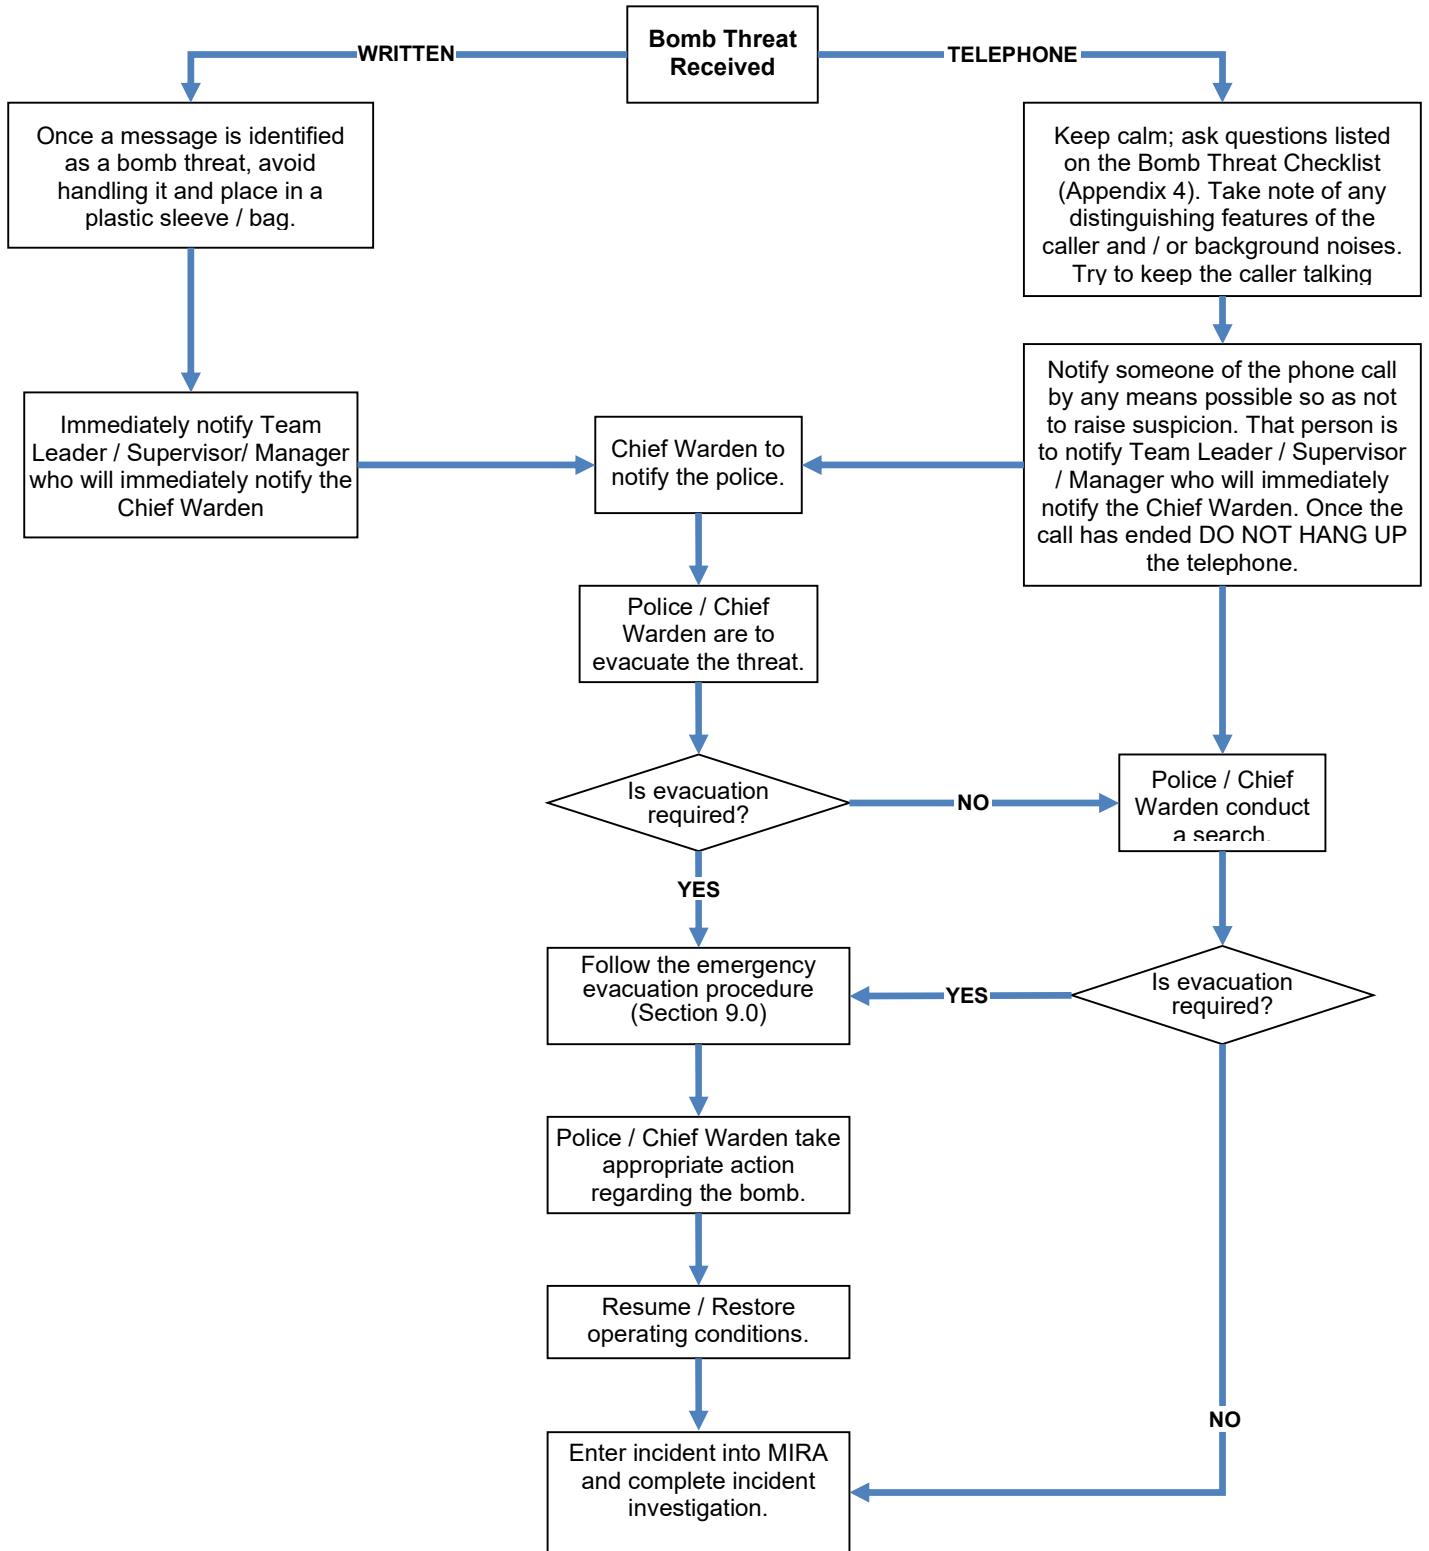 Bomb Threat
Received
WRITTEN
TELEPHONE
Once a message is identified
as a bomb threat, avoid
handling it and place in a
plastic sleeve / bag.
Keep calm; ask questions listed
on the Bomb Threat Checklist
(Appendix 4). Take note of any
distinguishing features of the
caller and / or background noises.
Try to keep the caller talking
Immediately notify Team
Leader / Supervisor/ Manager
who will immediately notify the
Chief Warden
Chief Warden to
notify the police.
Notify someone of the phone call
by any means possible so as not
to raise suspicion. That person is
to notify Team Leader / Supervisor
/ Manager who will immediately
notify the Chief Warden. Once the
call has ended DO NOT HANG UP
the telephone.
Police / Chief
Warden are to
evacuate the threat.
Is evacuation
required?
NO
Police / Chief
Warden conduct
a search.
YES
Follow the emergency
evacuation procedure
(Section 9.0)
YES
Is evacuation
required?
Police / Chief Warden take
appropriate action
regarding the bomb.
Resume / Restore
operating conditions.
NO
Enter incident into MIRA
and complete incident
investigation.